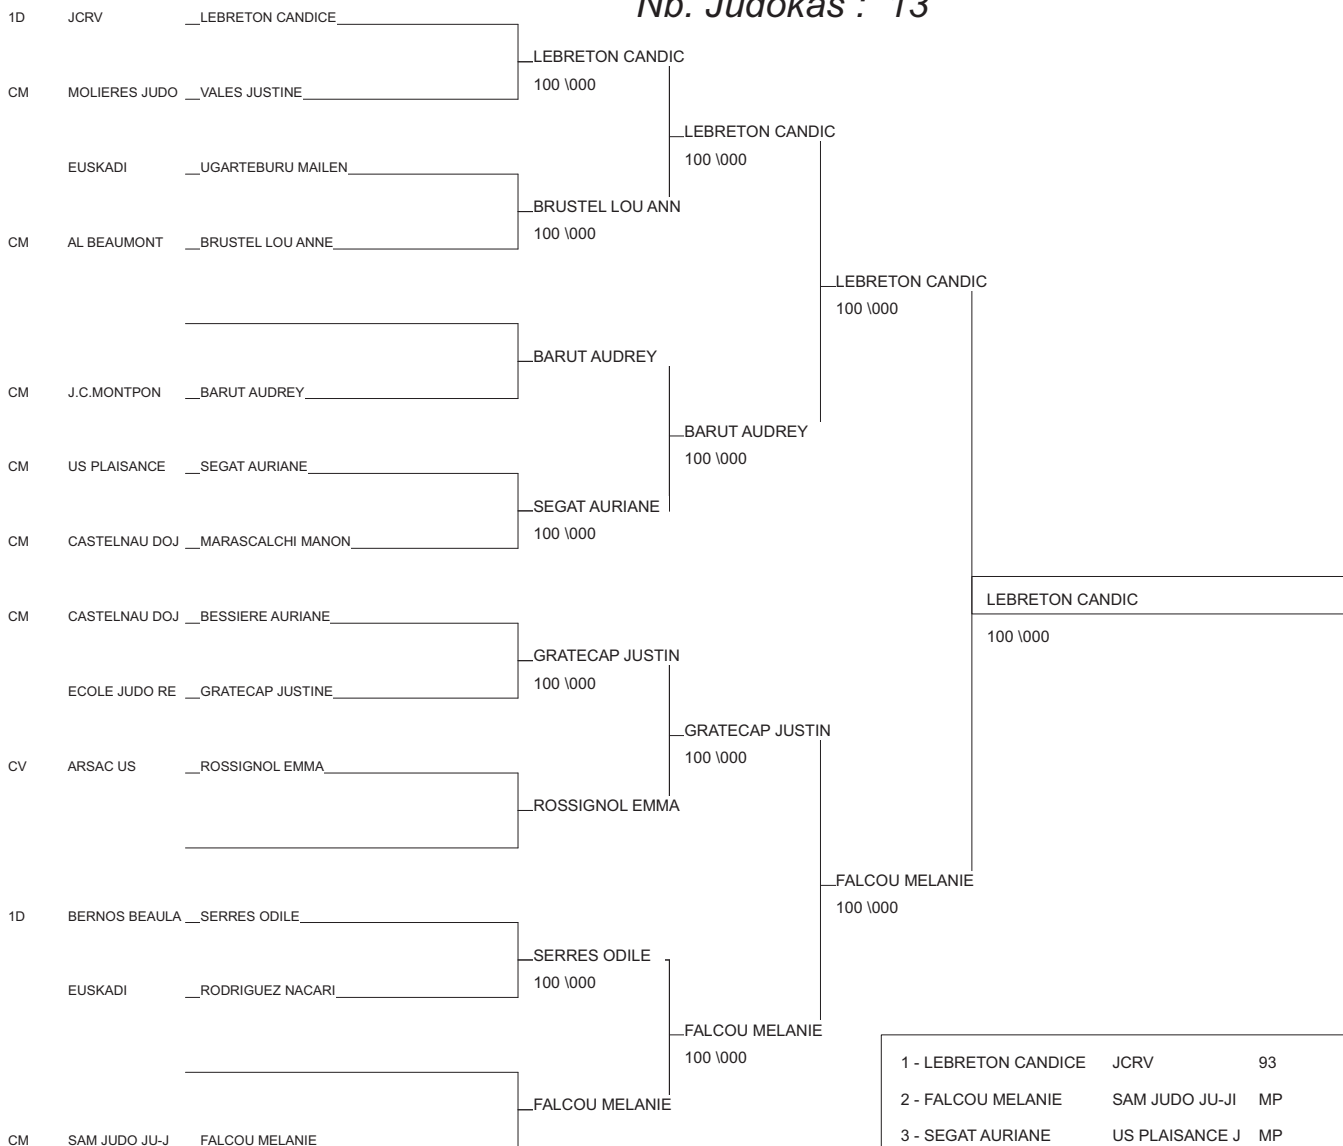 Nb. Judokas : 13
1D JCRV LEBRETON CANDICE
LEBRETON CANDIC
100 \000
CM MOLIERES JUDO VALES JUSTINE
LEBRETON CANDIC
100 \000
EUSKADI UGARTEBURU MAILEN
BRUSTEL LOU ANN
100 \000
CM AL BEAUMONT BRUSTEL LOU ANNE
LEBRETON CANDIC
100 \000
BARUT AUDREY
CM J.C.MONTPON BARUT AUDREY
BARUT AUDREY
100 \000
CM US PLAISANCE SEGAT AURIANE
SEGAT AURIANE
100 \000
CM CASTELNAU DOJ MARASCALCHI MANON
LEBRETON CANDIC
100 \000
CM CASTELNAU DOJ BESSIERE AURIANE
GRATECAP JUSTIN
100 \000
ECOLE JUDO RE GRATECAP JUSTINE
GRATECAP JUSTIN
100 \000
CV ARSAC US ROSSIGNOL EMMA
ROSSIGNOL EMMA
FALCOU MELANIE
100 \000
1D BERNOS BEAULA SERRES ODILE
SERRES ODILE
100 \000
EUSKADI RODRIGUEZ NACARI
FALCOU MELANIE
100 \000
FALCOU MELANIE
CM SAM JUDO JU-J FALCOU MELANIE
1 - LEBRETON CANDICE JCRV 93
2 - FALCOU MELANIE SAM JUDO JU-JI MP
3 - SEGAT AURIANE US PLAISANCE J MP